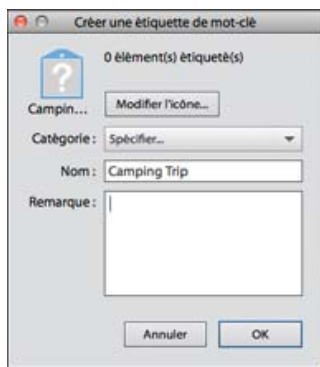 Créer une étiquette de mot-clé
0 élément(s) étiqueté(s)
?
Campin...
Modifier l'icône...
Catégorie : Spécifier...
Nom : Camping Trip
Remarque :
Annuler OK